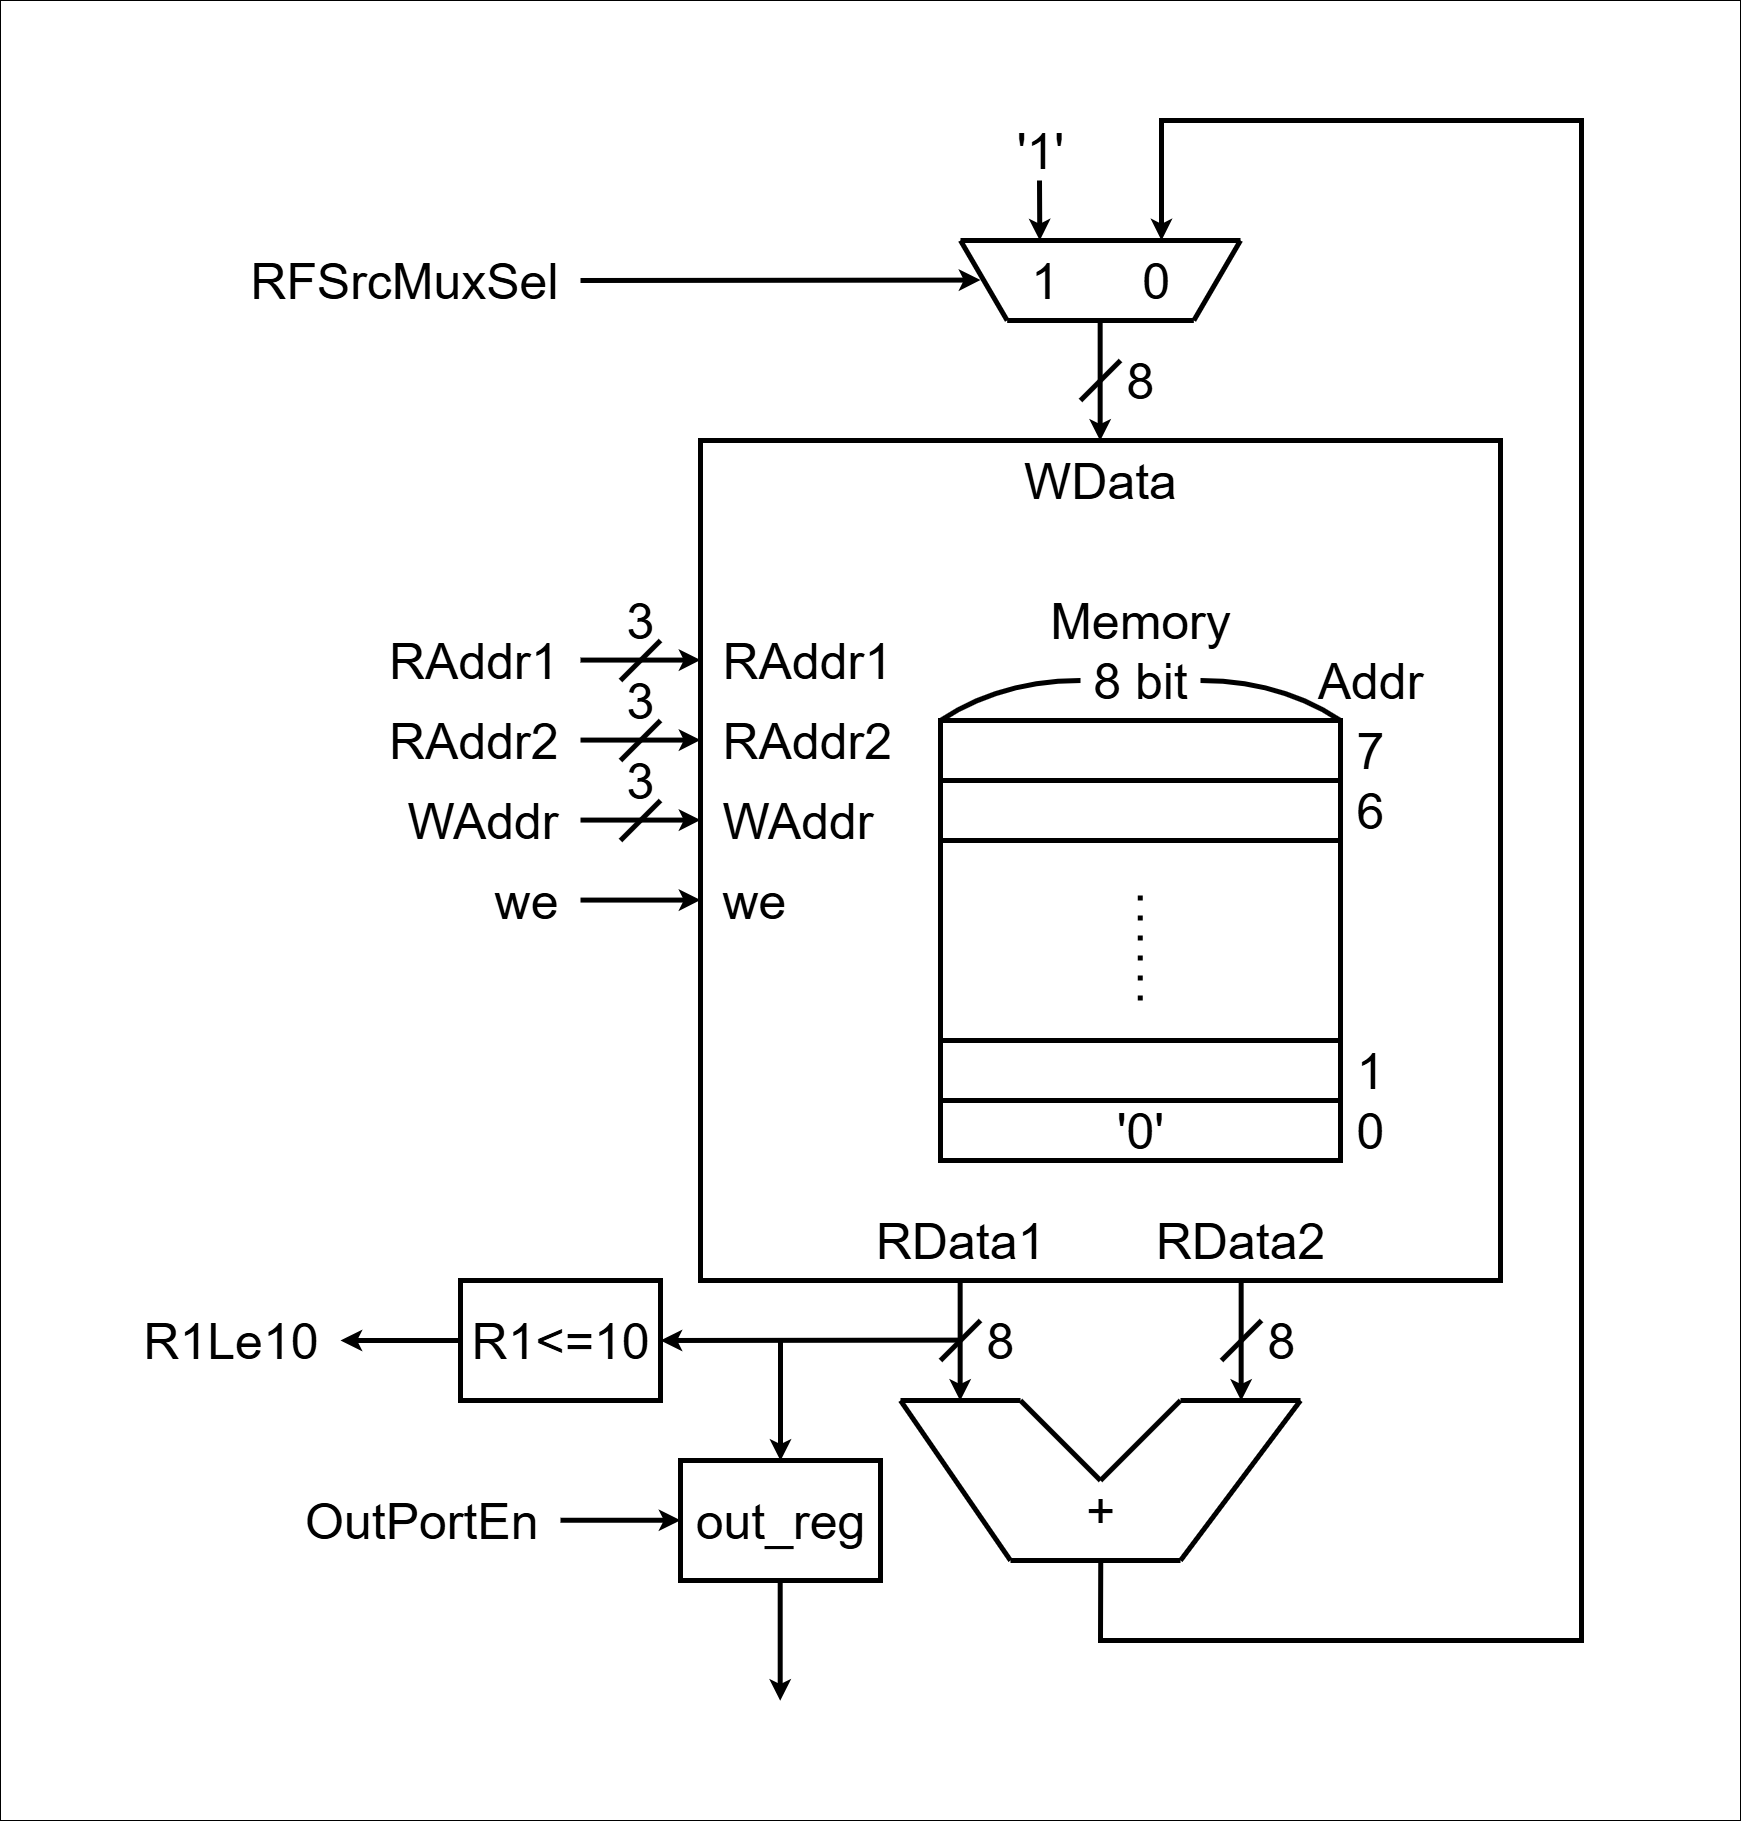 '1'
RFSrcMuxSel
1 0
8
WData
3
RAddr1 RAddr1
3
RAddr2 RAddr2
3
WAddr WAddr
we we
Memory
8 bit Addr
7
6
1
'0' 0
RData1 RData2
R1Le10 R1<=10 8 8
OutPortEn out_reg +